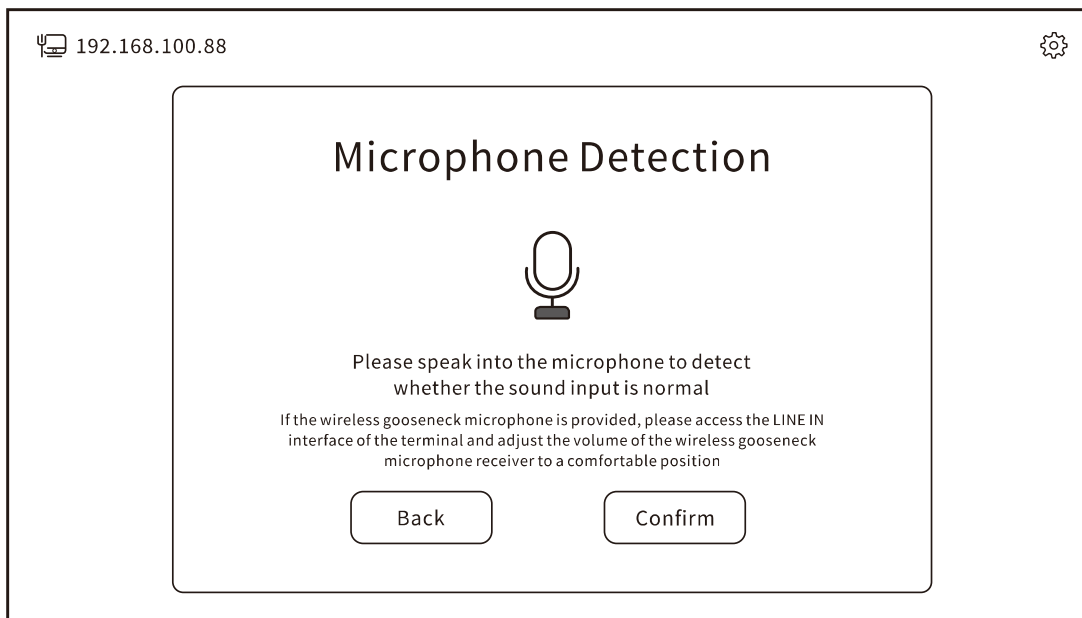 192.168.100.88
Microphone Detection
Please speak into the microphone to detect
whether the sound input is normal
If the wireless gooseneck microphone is provided, please access the LINE IN
interface of the terminal and adjust the volume of the wireless gooseneck
microphone receiver to a comfortable position
Back
Confirm